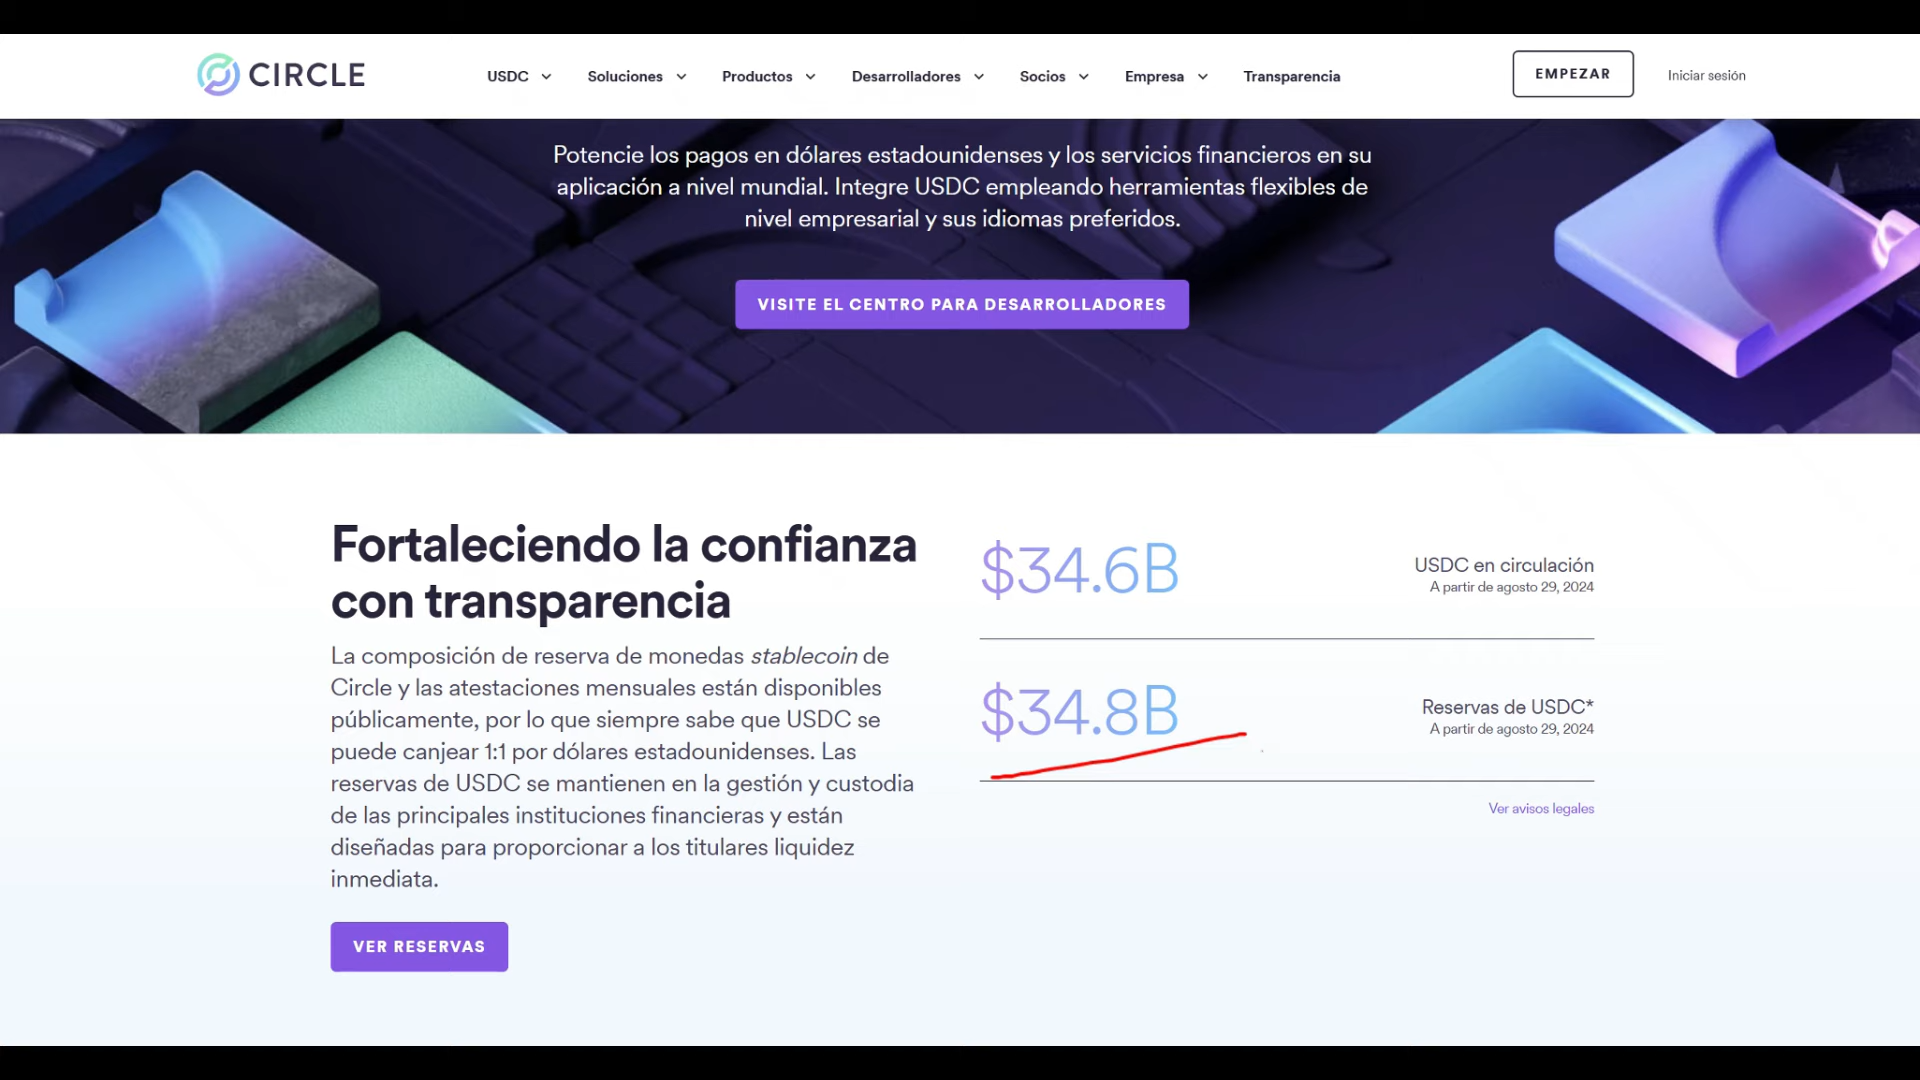 CIRCLE
USDC Soluciones Productos Desarrolladores Socios Empresa Transparencia EMPEZAR Iniciar sesión
Potencie los pagos en dólares estadounidenses y los servicios financieros en su
aplicación a nivel mundial. Integre USDC empleando herramientas flexibles de
nivel empresarial y sus idiomas preferidos.
VISITE EL CENTRO PARA DESARROLLADORES
Fortaleciendo la confianza
con transparencia
La composición de reserva de monedas stablecoin de
Circle y las atestaciones mensuales están disponibles
públicamente, por lo que siempre sabe que USDC se
puede canjear 1:1 por dólares estadounidenses. Las
reservas de USDC se mantienen en la gestión y custodia
de las principales instituciones financieras y están
diseñadas para proporcionar a los titulares liquidez
inmediata.
VER RESERVAS
$34.6B
USDC en circulación
A partir de agosto 29, 2024
$34.8B
Reservas de USDC*
A partir de agosto 29, 2024
Ver avisos legales